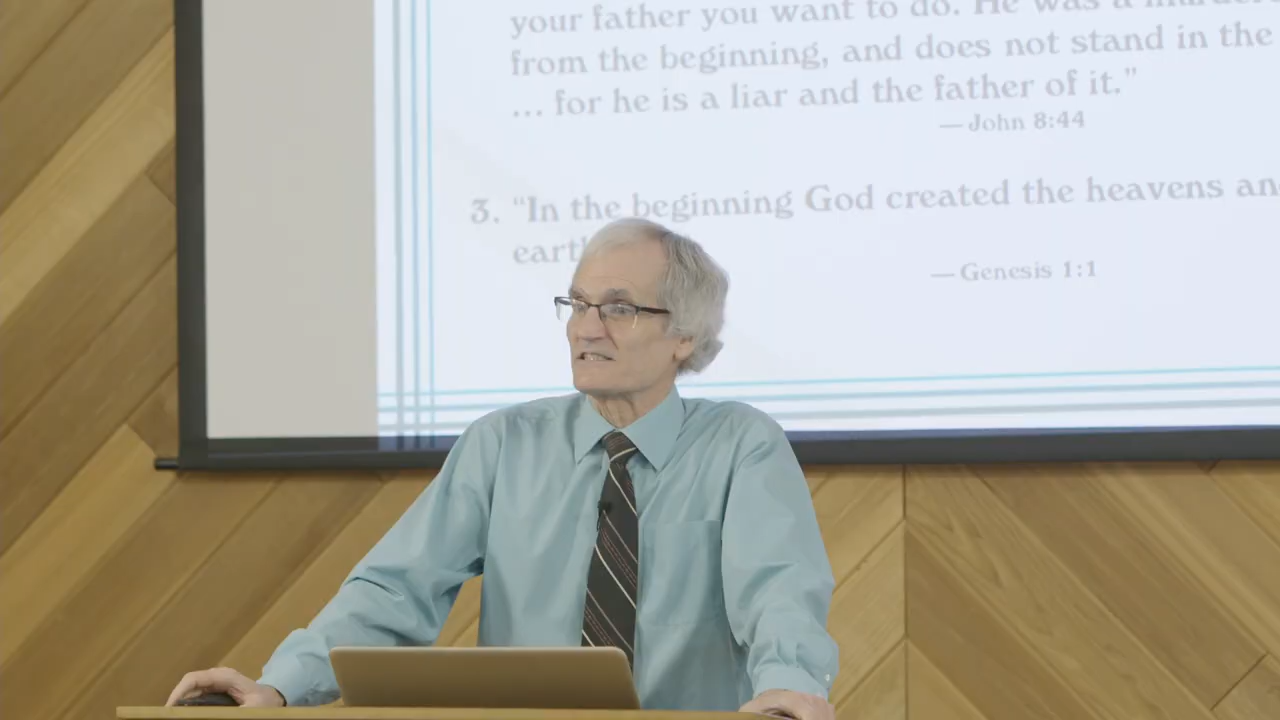 your father you want to do. He was a
from the beginning, and does not stand in the
... for he is a liar and the father of it."
—John 8:44
3. "In the beginning God created the heavens
—Genesis 1:1